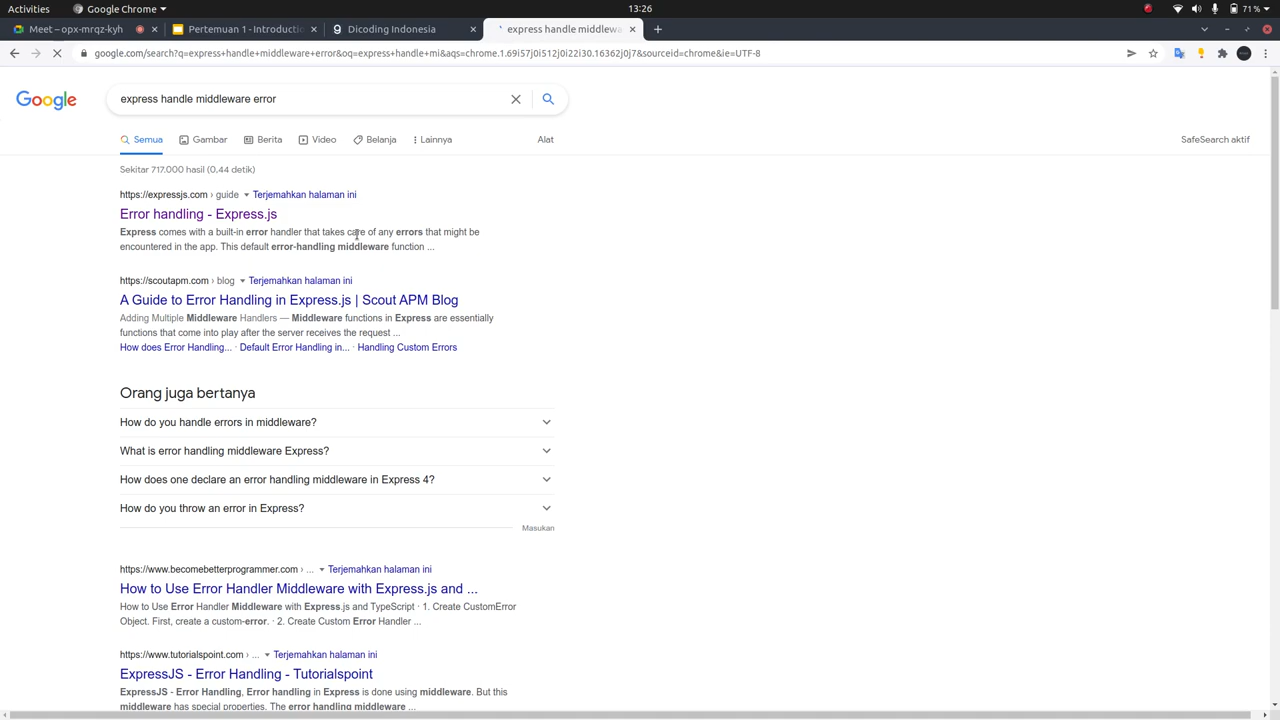 Activities
Google Chrome
13:26
71 %
Meet – opx-mrqz-kyh
Pertemuan 1 - Introductio
Dicoding Indonesia
express handle middlewa
google.com/search?q=express+handle+middleware+error&oq=express+handle+mi&aqs=chrome.1.69i57j0i512j0i22i30.16362j0j7&sourceid=chrome&ie=UTF-8
Google
express handle middleware error
Semua
Gambar
Berita
Video
Belanja
Lainnya
Alat
SafeSearch aktif
Sekitar 717.000 hasil (0,44 detik)
https://expressjs.com › guide Terjemahkan halaman ini
Error handling - Express.js
Express comes with a built-in error handler that takes care of any errors that might be
encountered in the app. This default error-handling middleware function ...
https://scoutapm.com › blog Terjemahkan halaman ini
A Guide to Error Handling in Express.js | Scout APM Blog
Adding Multiple Middleware Handlers — Middleware functions in Express are essentially
functions that come into play after the server receives the request ...
How does Error Handling... · Default Error Handling in... · Handling Custom Errors
Orang juga bertanya
How do you handle errors in middleware?
What is error handling middleware Express?
How does one declare an error handling middleware in Express 4?
How do you throw an error in Express?
Masukan
https://www.becomebetterprogrammer.com › ... Terjemahkan halaman ini
How to Use Error Handler Middleware with Express.js and ...
How to Use Error Handler Middleware with Express.js and TypeScript · 1. Create CustomError
Object. First, create a custom-error. · 2. Create Custom Error Handler ...
https://www.tutorialspoint.com › ... Terjemahkan halaman ini
ExpressJS - Error Handling - Tutorialspoint
ExpressJS - Error Handling, Error handling in Express is done using middleware. But this
middleware has special properties. The error handling middleware ...